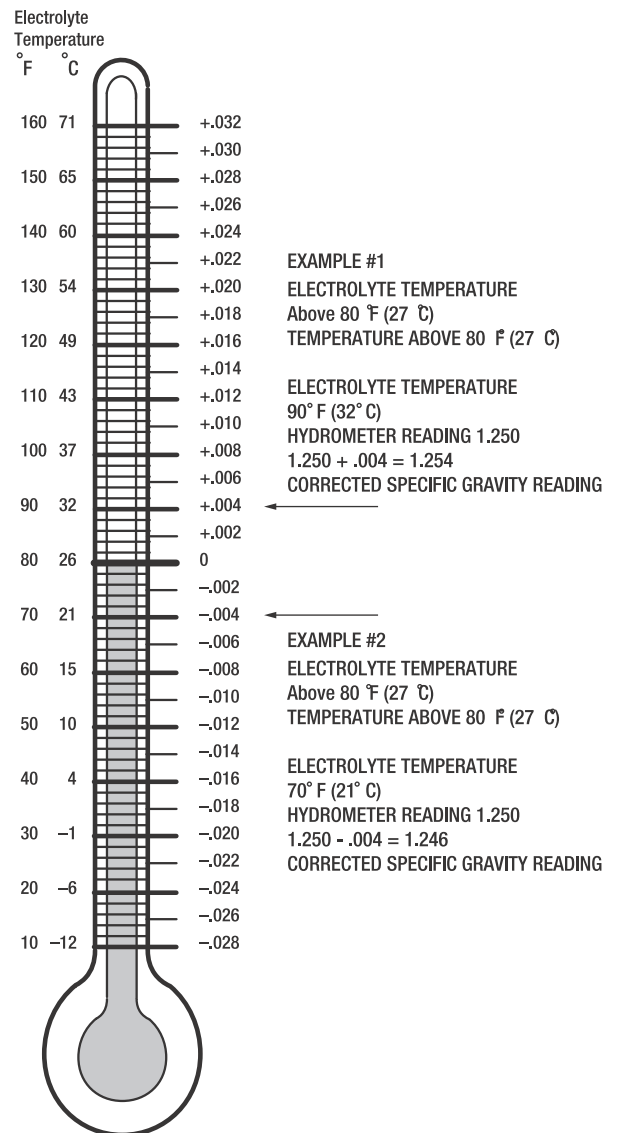 Electrolyte
Temperature
°F °C
160 71 +.032
+.030
150 65 +.028
+.026
140 60 +.024
+.022
130 54 +.020
+.018
120 49 +.016
+.014
110 43 +.012
+.010
100 37 +.008
+.006
90 32 +.004
+.002
80 26 0
–.002
70 21 –.004
–.006
60 15 –.008
–.010
50 10 –.012
–.014
40 4 –.016
–.018
30 –1 –.020
–.022
20 –6 –.024
–.026
10 –12 –.028
EXAMPLE #1
ELECTROLYTE TEMPERATURE
Above 80 °F (27 °C)
TEMPERATURE ABOVE 80 °F (27 °C)
ELECTROLYTE TEMPERATURE
90° F (32° C)
HYDROMETER READING 1.250
1.250 + .004 = 1.254
CORRECTED SPECIFIC GRAVITY READING
EXAMPLE #2
ELECTROLYTE TEMPERATURE
Above 80 °F (27 °C)
TEMPERATURE ABOVE 80 °F (27 °C)
ELECTROLYTE TEMPERATURE
70° F (21° C)
HYDROMETER READING 1.250
1.250 - .004 = 1.246
CORRECTED SPECIFIC GRAVITY READING